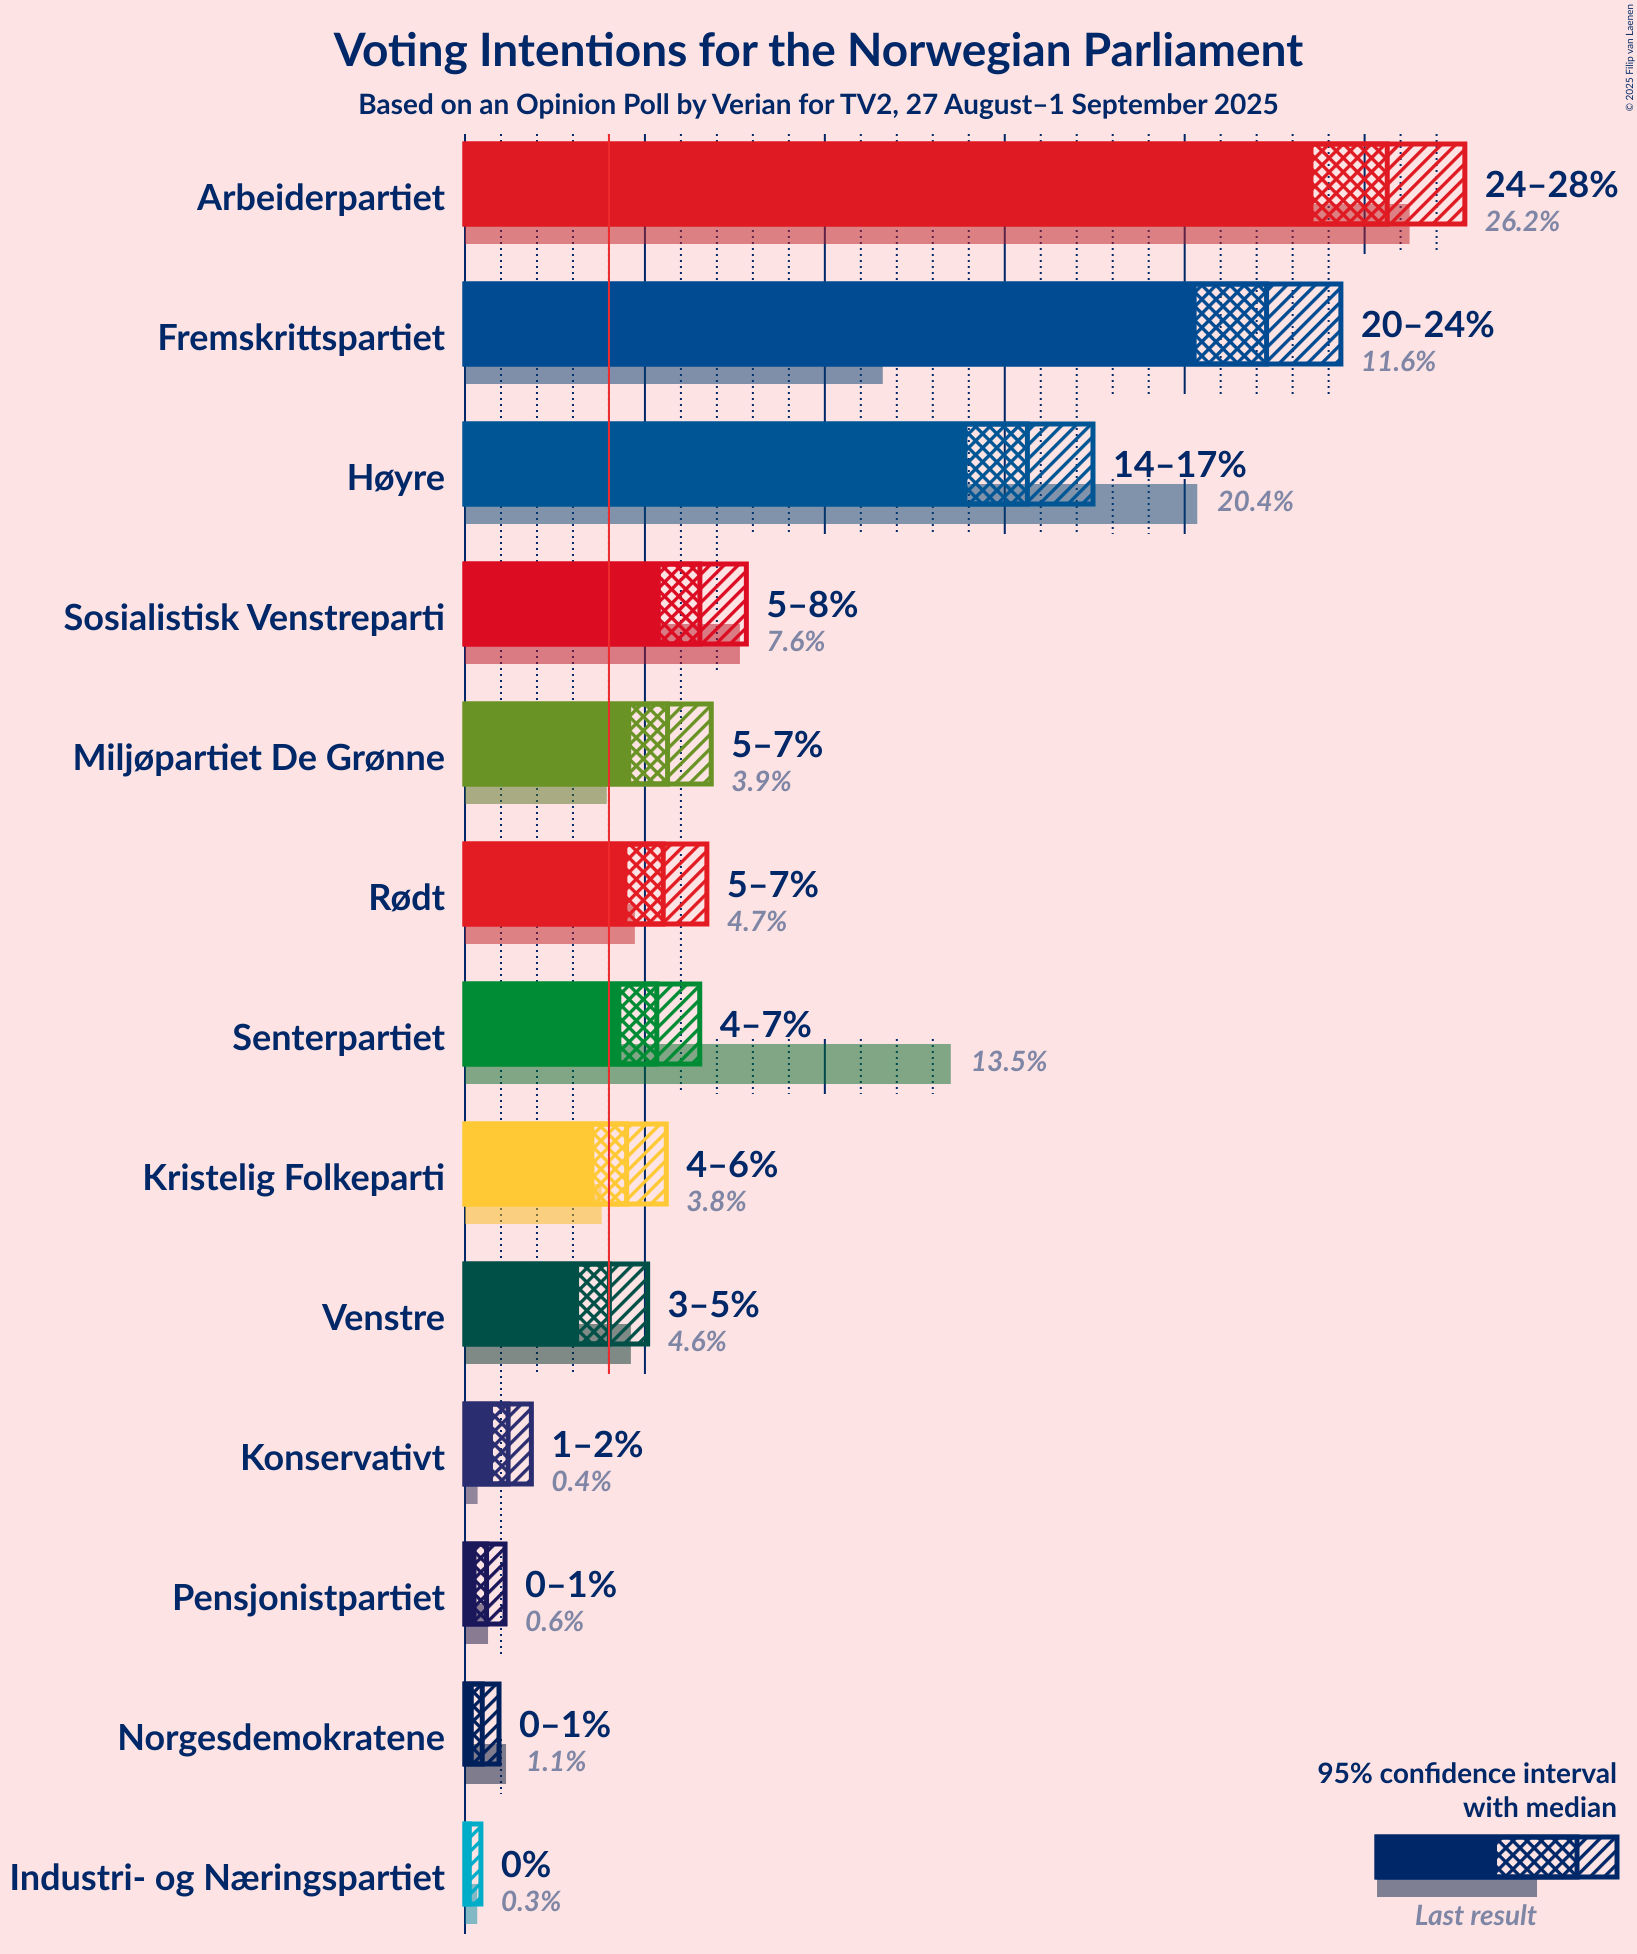 © 2025 Filip van Laenen
Voting Intentions for the Norwegian Parliament
Based on an Opinion Poll by Verian for TV2, 27 August–1 September 2025
Arbeiderpartiet
24–28%
26.2%
Fremskrittspartiet
20–24%
11.6%
Høyre
14–17%
20.4%
Sosialistisk Venstreparti
5–8%
7.6%
Miljøpartiet De Grønne
5–7%
3.9%
Rødt
5–7%
4.7%
Senterpartiet
4–7%
13.5%
Kristelig Folkeparti
4–6%
3.8%
Venstre
3–5%
4.6%
Konservativt
1–2%
0.4%
Pensjonistpartiet
0–1%
0.6%
Norgesdemokratene
0–1%
1.1%
Industri- og Næringspartiet
0%
0.3%
95% confidence interval
with median
Last result